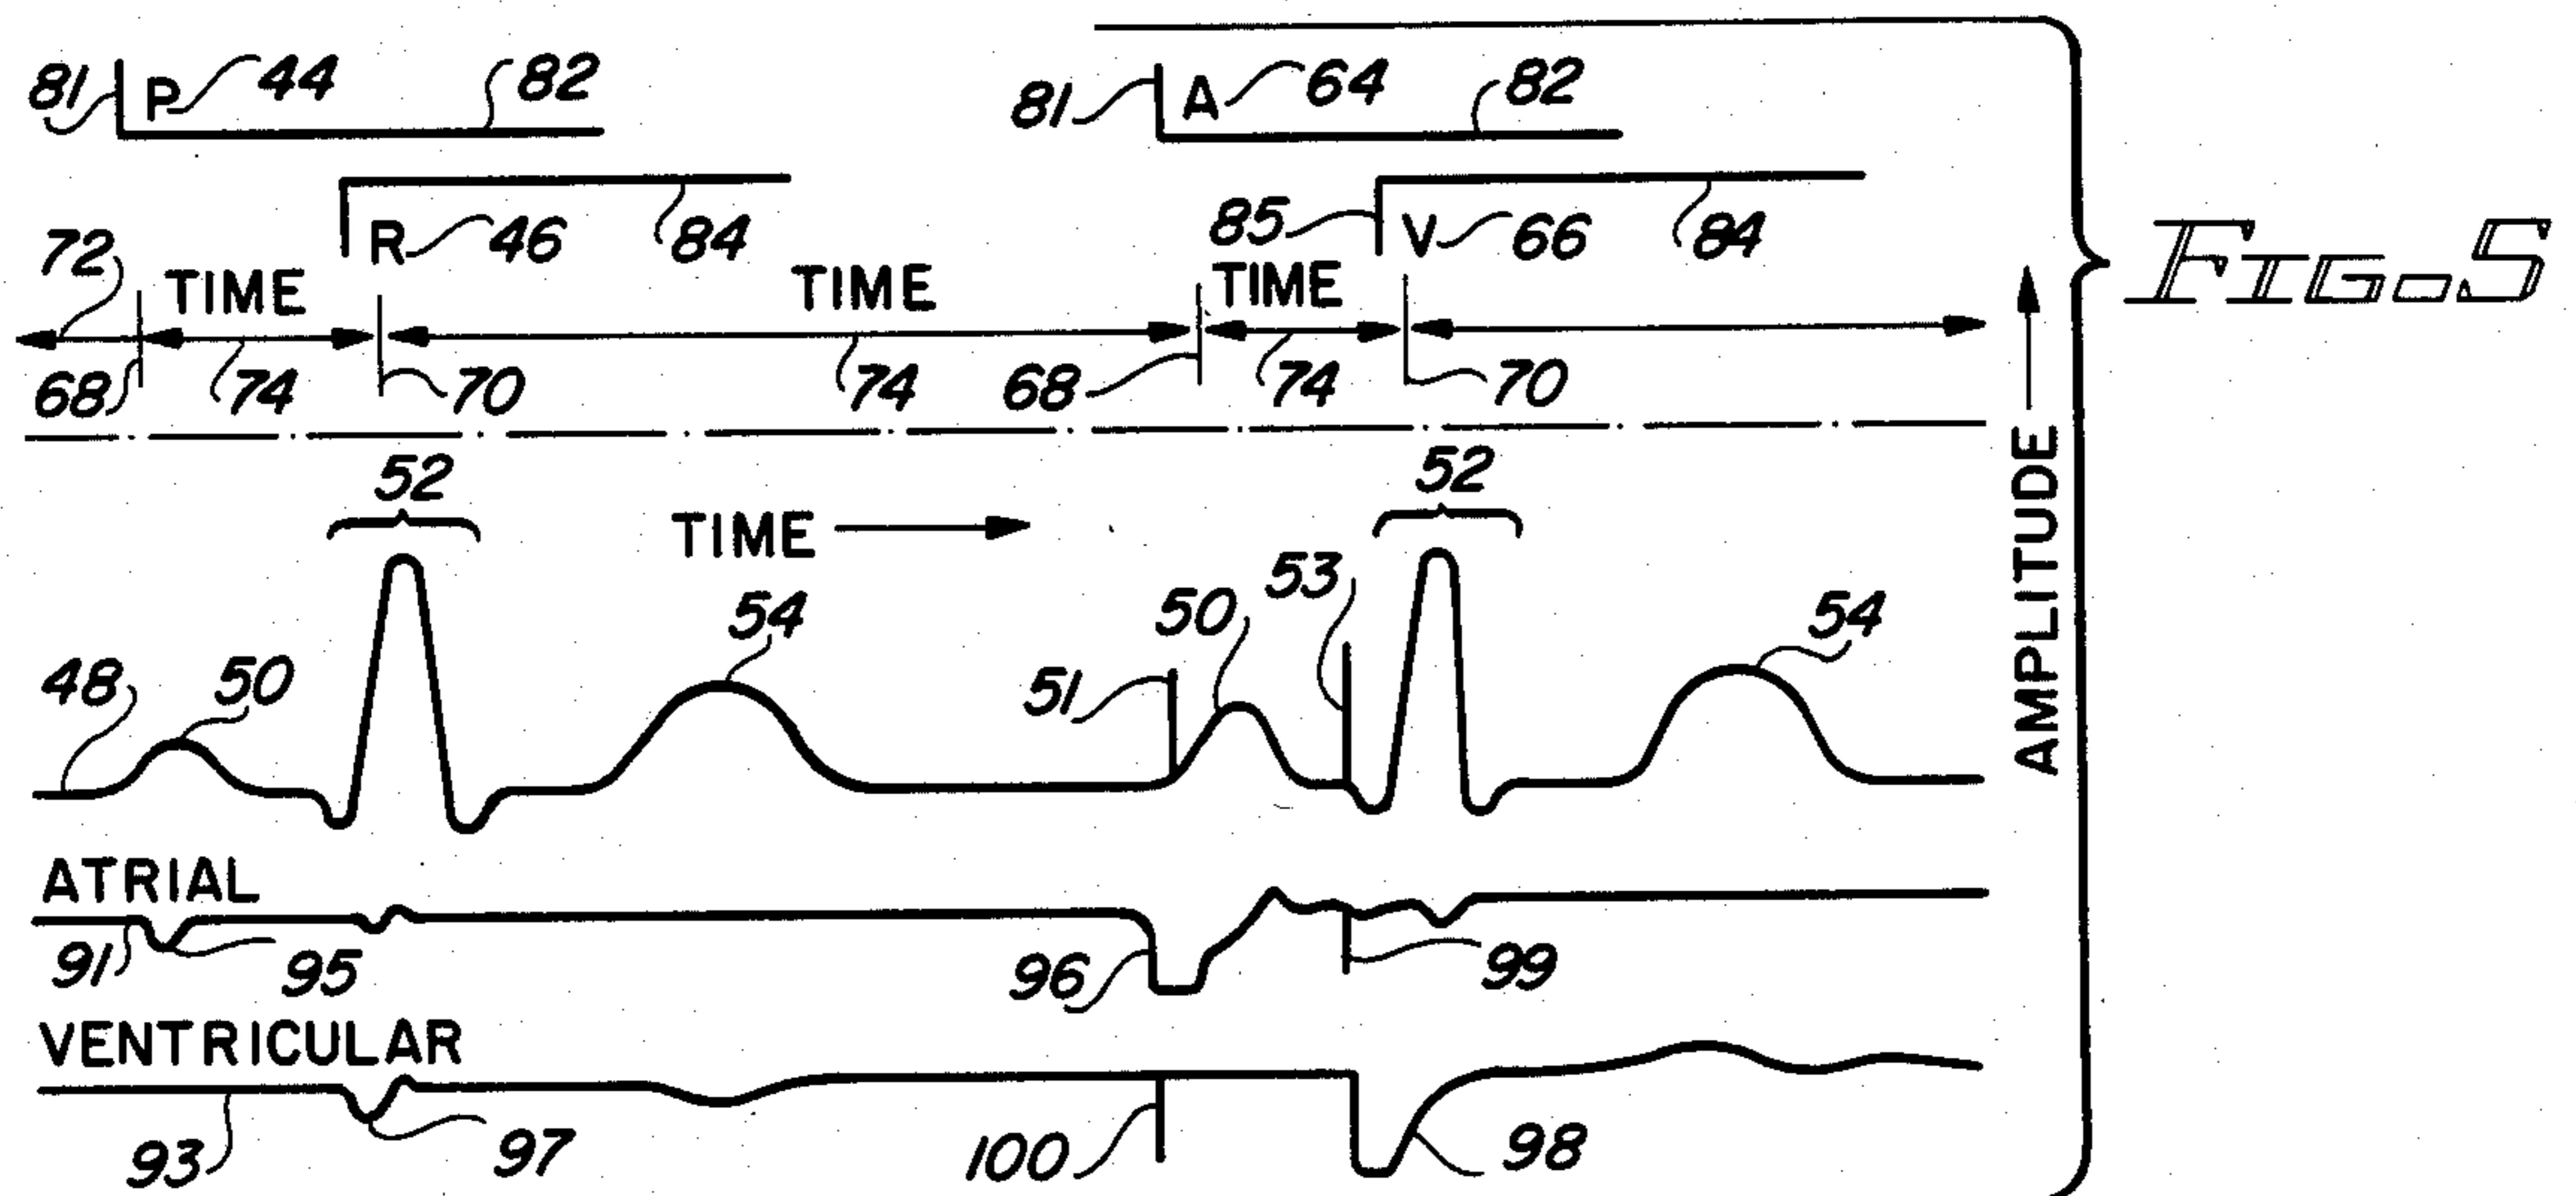 81 P 44 82 81 A 64 82
R 46 84 85 V 66 84
72 TIME TIME TIME FIG. 5
68 74 70 74 68 74 70
52 TIME 52
48 50 54 51 50 53 54 AMPLITUDE
ATRIAL
91 95 96 99
VENTRICULAR
93 97 100 98